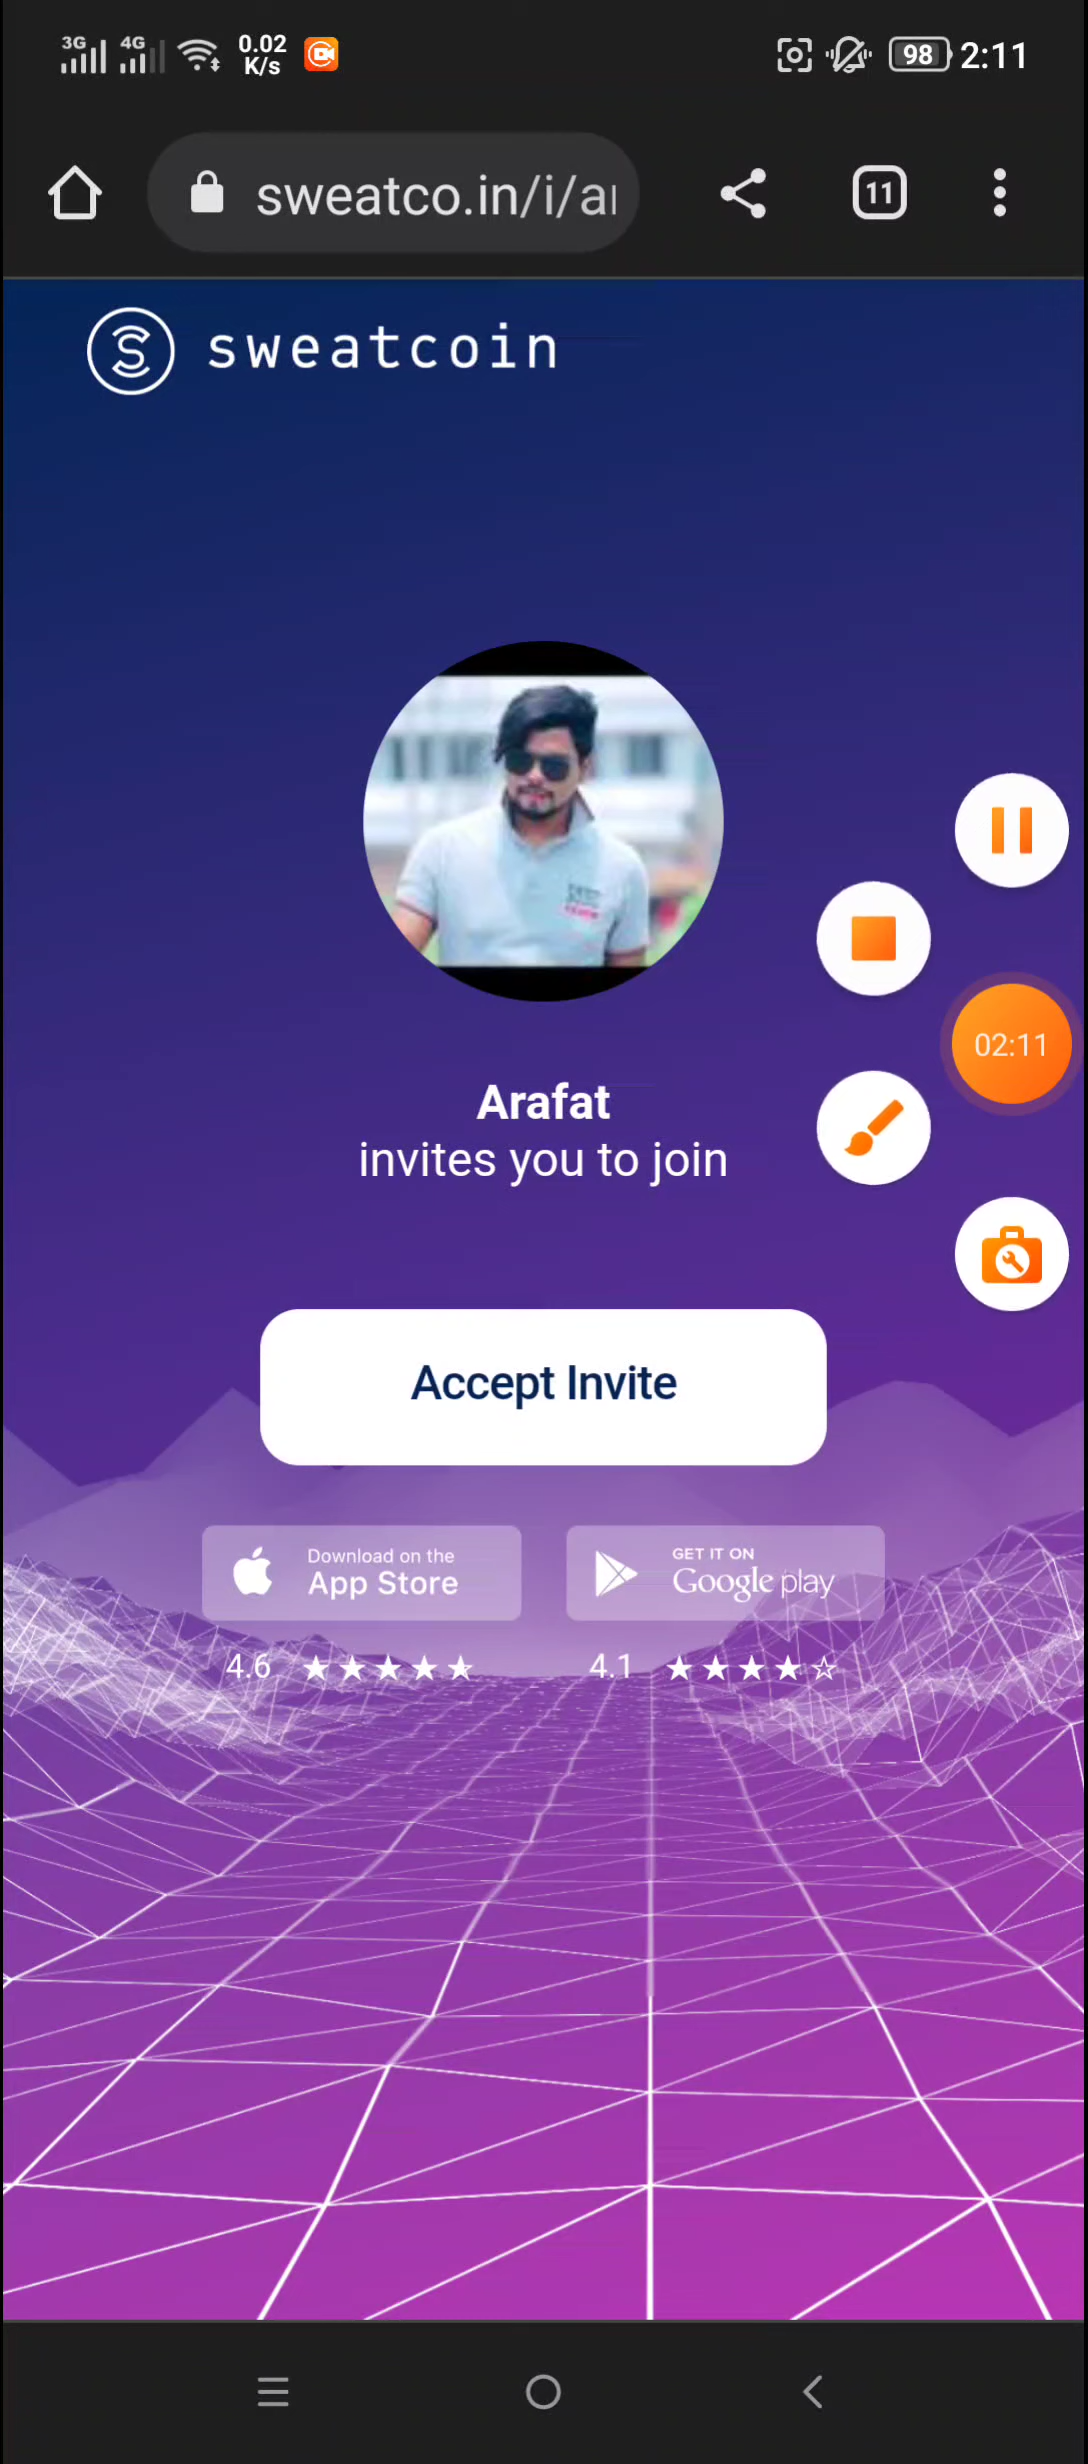 3G 4G 0.02 K/s 98 2:11
sweatco.in/i/a
11
sweatcoin
02:11
Arafat
invites you to join
Accept Invite
Download on the
App Store
GET IT ON
Google play
4.6
4.1